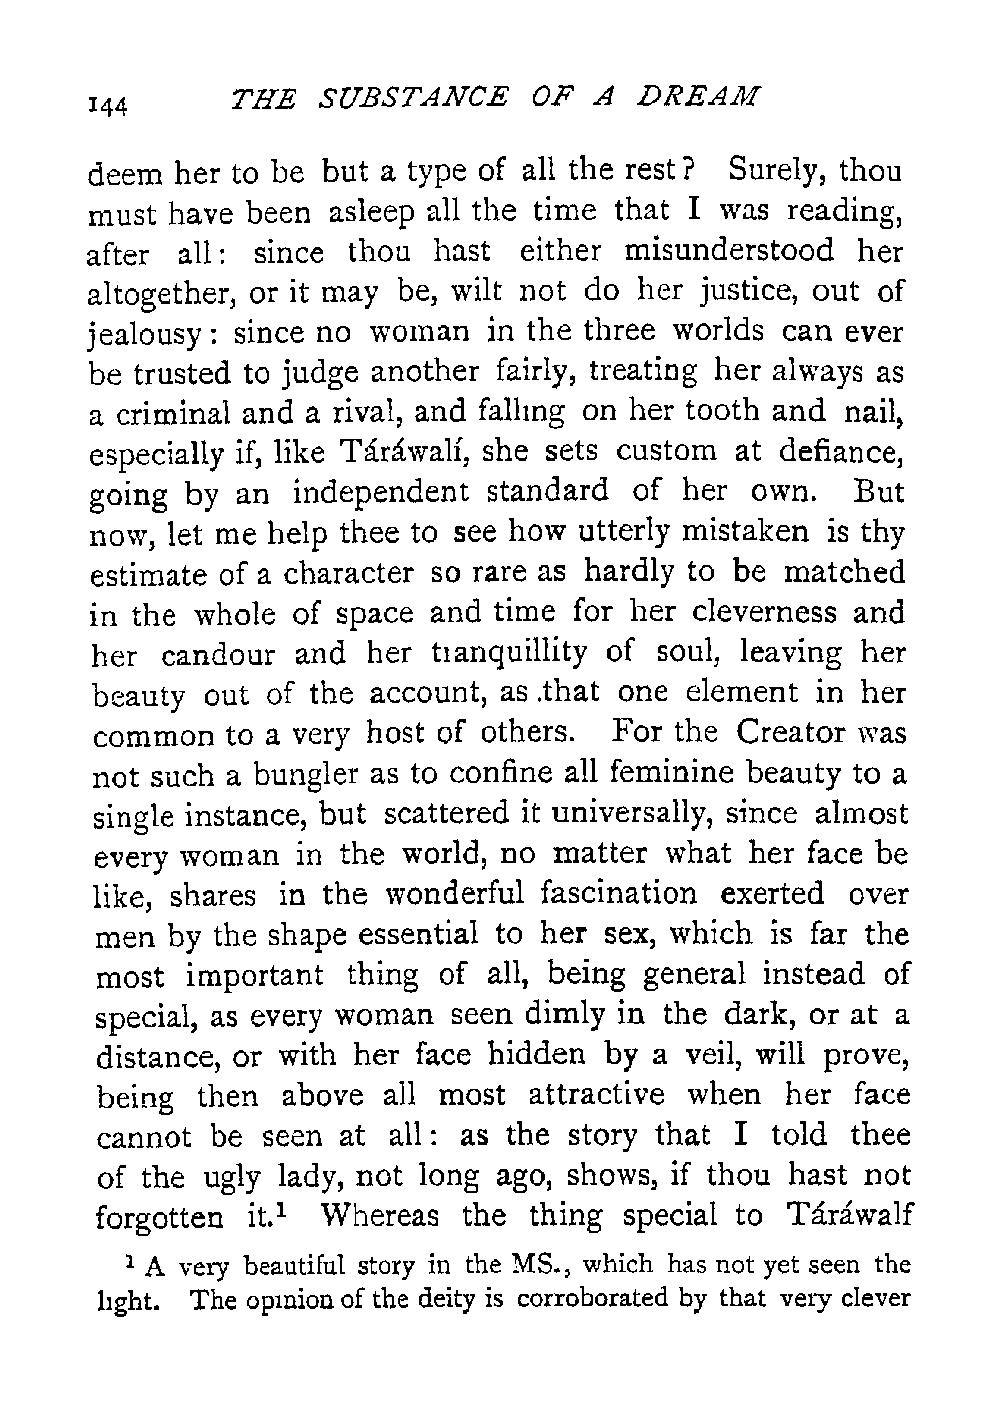 144 THE SUBSTANCE OF A DREAM
deem her to be but a type of all the rest? Surely, thou
must have been asleep all the time that I was reading,
after all: since thou hast either misunderstood her
altogether, or it may be, wilt not do her justice, out of
jealousy: since no woman in the three worlds can ever
be trusted to judge another fairly, treating her always as
a criminal and a rival, and falling on her tooth and nail,
especially if, like Táráwalí, she sets custom at defiance,
going by an independent standard of her own. But
now, let me help thee to see how utterly mistaken is thy
estimate of a character so rare as hardly to be matched
in the whole of space and time for her cleverness and
her candour and her tranquillity of soul, leaving her
beauty out of the account, as .that one element in her
common to a very host of others. For the Creator was
not such a bungler as to confine all feminine beauty to a
single instance, but scattered it universally, since almost
every woman in the world, no matter what her face be
like, shares in the wonderful fascination exerted over
men by the shape essential to her sex, which is far the
most important thing of all, being general instead of
special, as every woman seen dimly in the dark, or at a
distance, or with her face hidden by a veil, will prove,
being then above all most attractive when her face
cannot be seen at all: as the story that I told thee
of the ugly lady, not long ago, shows, if thou hast not
forgotten it.¹ Whereas the thing special to Táráwalí
¹ A very beautiful story in the MS., which has not yet seen the
light. The opinion of the deity is corroborated by that very clever